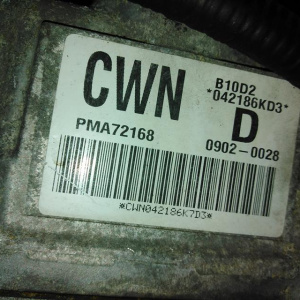 CWN
B10D2
*042186KD3*
D
PMA72168
0902-0028
*CWN042186K7D3*